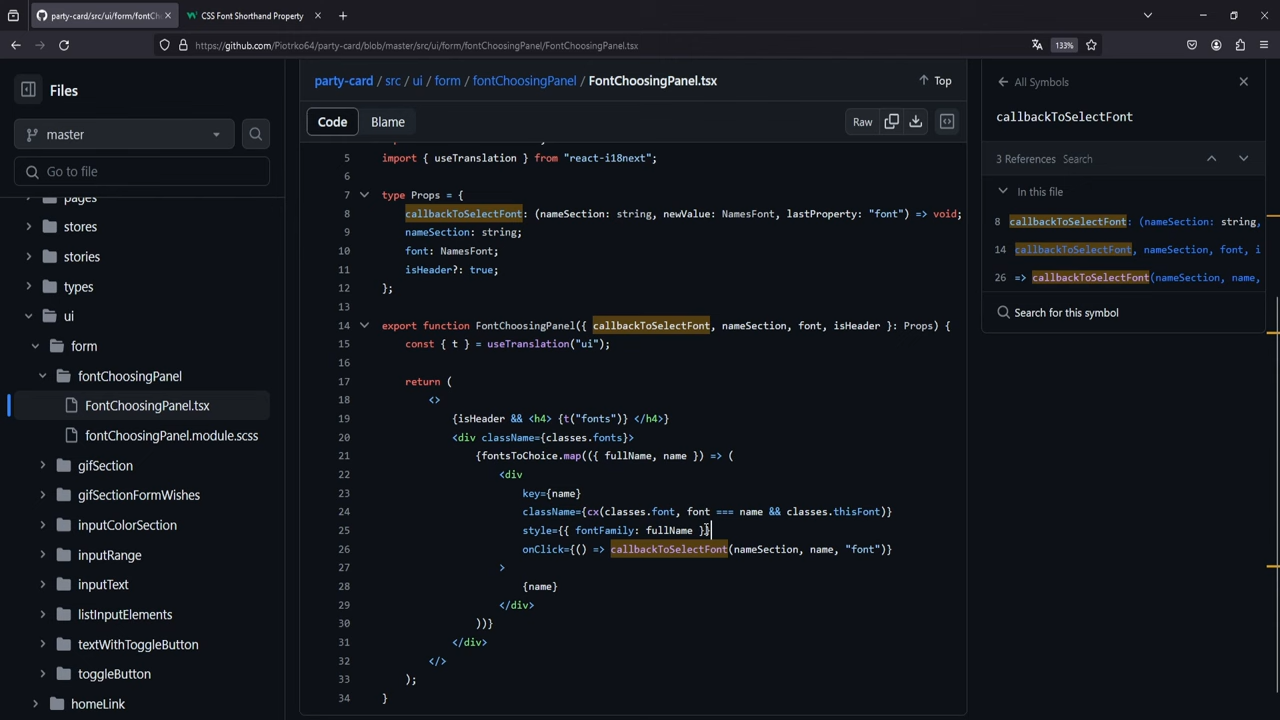 party-card/src/ui/form/fontCh
CSS Font Shorthand Property
https://github.com/Piotrko64/party-card/blob/master/src/ui/form/fontChoosingPanel/FontChoosingPanel.tsx
133%
Files
master
Go to file
pages
stores
stories
types
ui
form
fontChoosingPanel
FontChoosingPanel.tsx
fontChoosingPanel.module.scss
gifSection
gifSectionFormWishes
inputColorSection
inputRange
inputText
listInputElements
textWithToggleButton
toggleButton
homeLink
party-card / src / ui / form / fontChoosingPanel / FontChoosingPanel.tsx
Top
Code
Blame
Raw
5 import { useTranslation } from "react-i18next";
6
7 type Props = {
8 callbackToSelectFont: (nameSection: string, newValue: NamesFont, lastProperty: "font") => void;
9 nameSection: string;
10 font: NamesFont;
11 isHeader?: true;
12 };
13
14 export function FontChoosingPanel({ callbackToSelectFont, nameSection, font, isHeader }: Props) {
15 const { t } = useTranslation("ui");
16
17 return (
18 <>
19 {isHeader && <h4> {t("fonts")} </h4>}
20 <div className={classes.fonts}>
21 {fontsToChoice.map(({ fullName, name }) => (
22 <div
23 key={name}
24 className={cx(classes.font, font === name && classes.thisFont)}
25 style={{ fontFamily: fullName }}
26 onClick={() => callbackToSelectFont(nameSection, name, "font")}
27 >
28 {name}
29 </div>
30 ))}
31 </div>
32 </>
33 );
34 }
All Symbols
callbackToSelectFont
3 References Search
In this file
8 callbackToSelectFont: (nameSection: string,
14 callbackToSelectFont, nameSection, font, i
26 => callbackToSelectFont(nameSection, name,
Search for this symbol